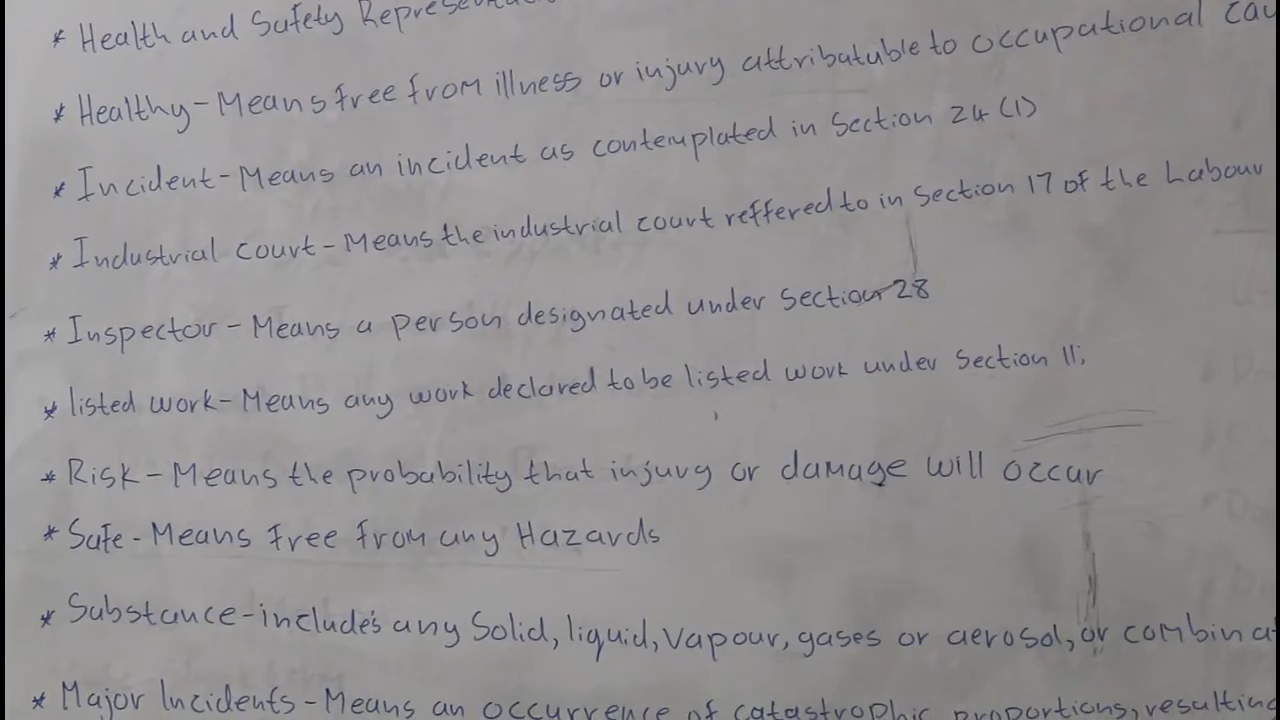 * Health and Safety
* Healthy - Means free from illness or injury attributuble to occupational
* Incident - Means an incident as contemplated in Section 24 (1)
* Industrial court - Means the industrial court reffered to in Section 17 of the Labour
* Inspector - Means a person designated under section 28
* listed work - Means any work declared to be listed work under Section 11;
* Risk - Means the probability that injury or damage will occur
* Safe - Means free from any Hazards
* Substance - include's any Solid, liquid, vapour, gases or aerosol, or
* Major Incidents - Means an occurrence of catastrophic proportions, resulting